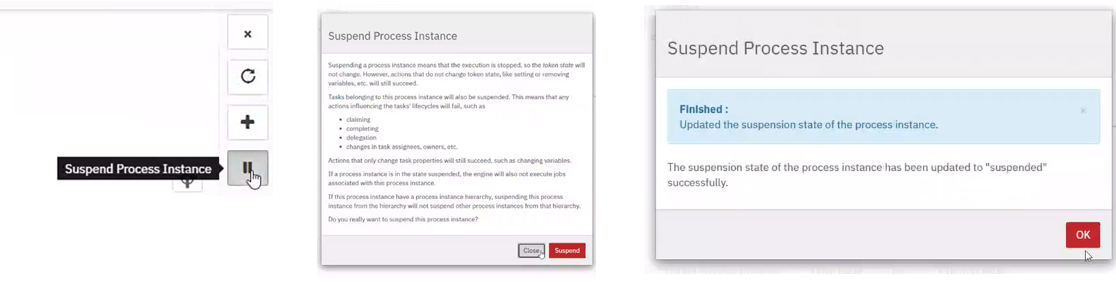 Suspend Process Instance
Suspend Process Instance
Suspending a process instance means that the execution is stopped, so the token state will
not change. However, actions that do not change token state, like setting or removing
variables, etc. will still succeed.
Tasks belonging to this process instance will also be suspended. This means that any
actions influencing the tasks' lifecycles will fail, such as
• claiming
• completing
• delegation
• changes in task assignees, owners, etc.
Actions that only change task properties will still succeed, such as changing variables.
If a process instance is in the state suspended, the engine will also not execute jobs
associated with this process instance.
If this process instance have a process instance hierarchy, suspending this process
instance from the hierarchy will not suspend other process instances from that hierarchy.
Do you really want to suspend this process instance?
Close
Suspend
Suspend Process Instance
Finished :
Updated the suspension state of the process instance.
The suspension state of the process instance has been updated to "suspended"
successfully.
OK